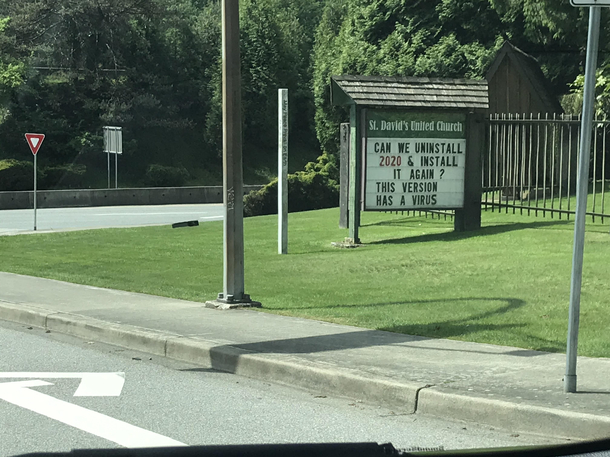 St. David's United Church
CAN WE UNINSTALL
2020 & INSTALL
IT AGAIN ?
THIS VERSION
HAS A VIRUS